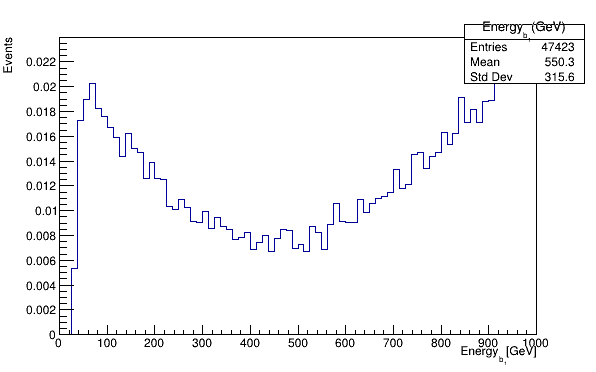 Energy_b_1 (GeV)
Entries 47423
Mean 550.3
Std Dev 315.6
Events
0.022
0.02
0.018
0.016
0.014
0.012
0.01
0.008
0.006
0.004
0.002
0
0 100 200 300 400 500 600 700 800 900 1000
Energy_b_1 [GeV]